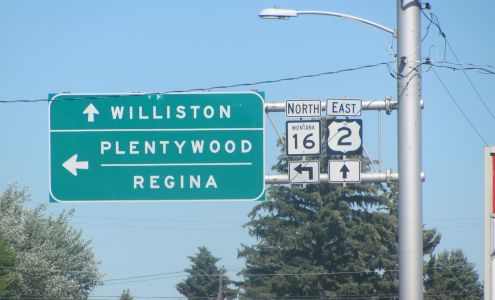 WILLISTON
PLENTYWOOD
REGINA
NORTH
MONTANA
16
EAST
2